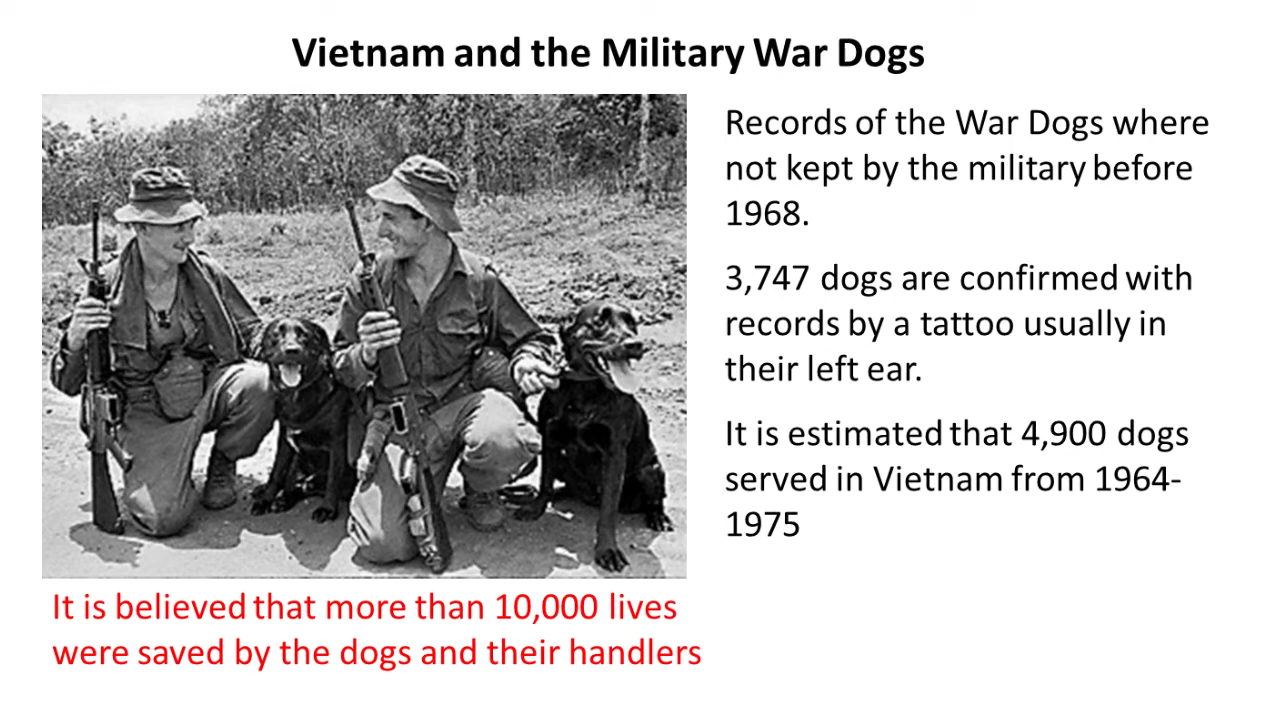 Vietnam and the Military War Dogs
Records of the War Dogs where
not kept by the military before
1968.
3,747 dogs are confirmed with
records by a tattoo usually in
their left ear.
It is estimated that 4,900 dogs
served in Vietnam from 1964-
1975
It is believed that more than 10,000 lives
were saved by the dogs and their handlers